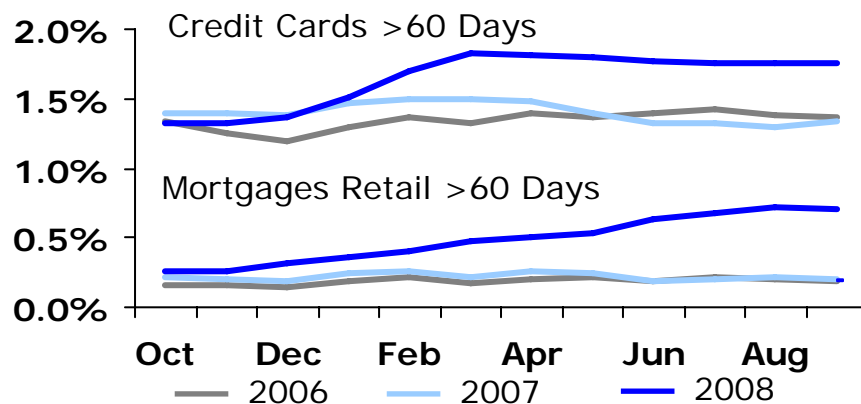 2.0%
Credit Cards >60 Days
1.5%
1.0%
Mortgages Retail >60 Days
0.5%
0.0%
Oct Dec Feb Apr Jun Aug
2006 2007 2008